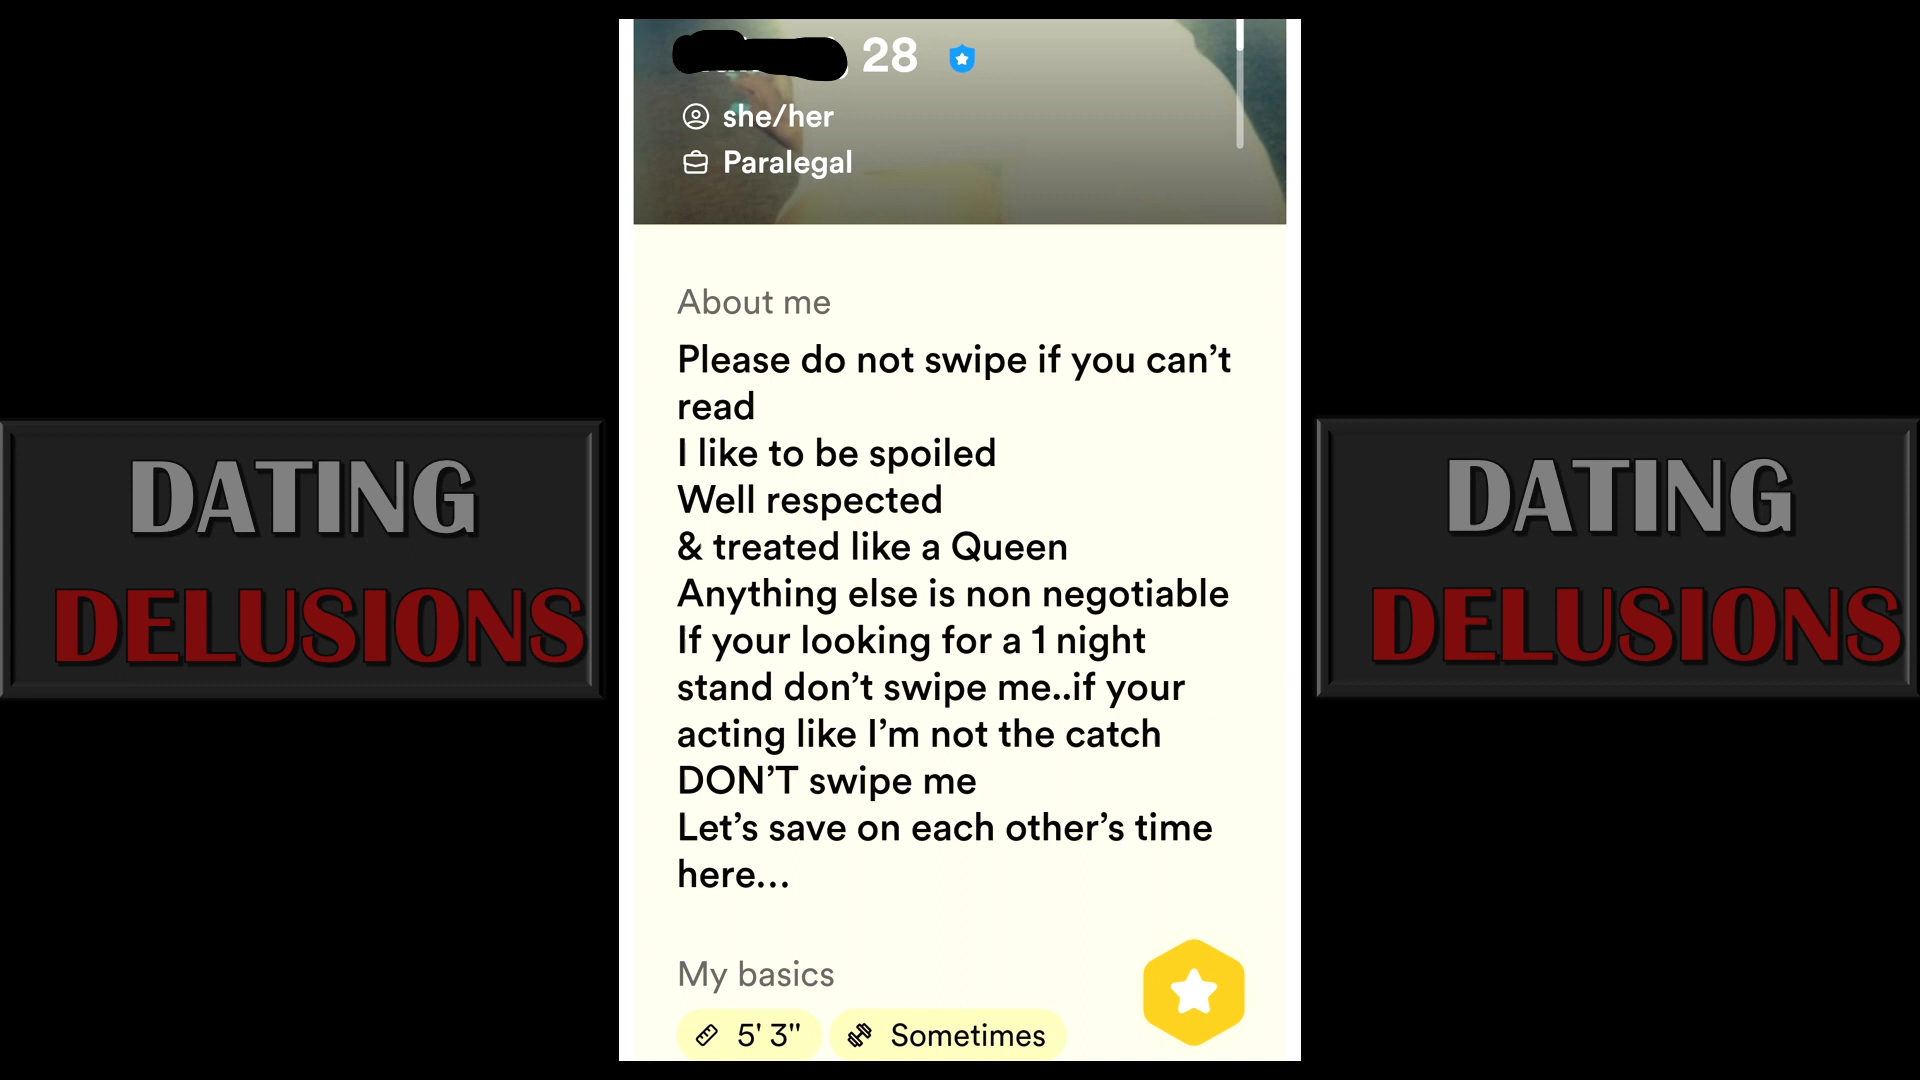 28
she/her
Paralegal
About me
Please do not swipe if you can’t
read
I like to be spoiled
Well respected
& treated like a Queen
Anything else is non negotiable
If your looking for a 1 night
stand don’t swipe me..if your
acting like I’m not the catch
DON’T swipe me
Let’s save on each other’s time
here...
My basics
5' 3"
Sometimes
DATING
DELUSIONS
DATING
DELUSIONS